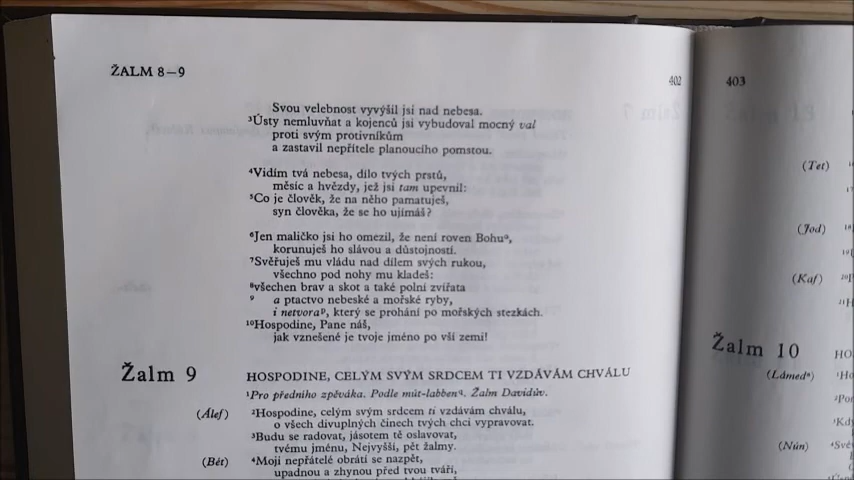 ŽALM 8–9
402
Svou velebnost vyvýšil jsi nad nebesa.
³Ústy nemluvňat a kojenců jsi vybudoval mocný val
proti svým protivníkům
a zastavil nepřítele planoucího pomstou.
⁴Vidím tvá nebesa, dílo tvých prstů,
měsíc a hvězdy, jež jsi tam upevnil:
⁵Co je člověk, že na něho pamatuješ,
syn člověka, že se ho ujímáš?
⁶Jen maličko jsi ho omezil, že není roven Bohuᵒ,
korunuješ ho slávou a důstojností.
⁷Svěřuješ mu vládu nad dílem svých rukou,
všechno pod nohy mu kladeš:
⁸všechen brav a skot a také polní zvířata
⁹ a ptactvo nebeské a mořské ryby,
i netvoraᵖ, který se prohání po mořských stezkách.
¹⁰Hospodine, Pane náš,
jak vznešené je tvoje jméno po vší zemi!
Žalm 9
HOSPODINE, CELÝM SVÝM SRDCEM TI VZDÁVÁM CHVÁLU
¹Pro předního zpěváka. Podle mút-labbenᵠ. Žalm Davidův.
(Álef) ²Hospodine, celým svým srdcem ti vzdávám chválu,
o všech divuplných činech tvých chci vypravovat.
³Budu se radovat, jásotem tě oslavovat,
tvému jménu, Nejvyšší, pět žalmy.
(Bét) ⁴Moji nepřátelé obrátí se nazpět,
upadnou a zhynou před tvou tváří,
403
(Tet)
(Jod)
(Kaf)
Žalm 10
HO
(Lámed)
(Nún)